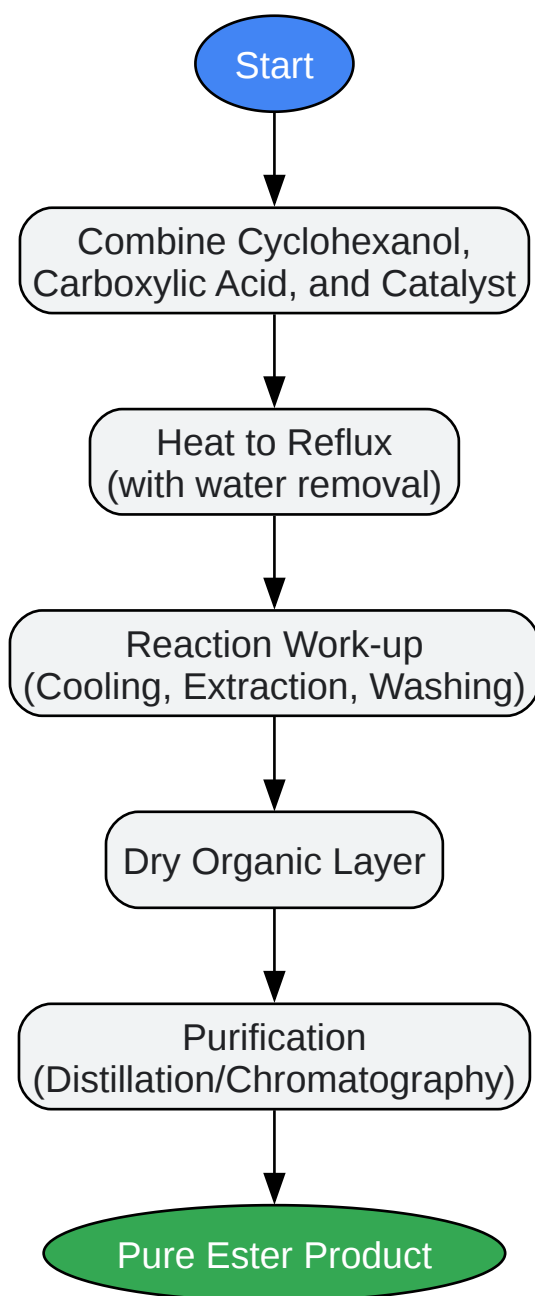 Start
Combine Cyclohexanol,
Carboxylic Acid, and Catalyst
Heat to Reflux
(with water removal)
Reaction Work-up
(Cooling, Extraction, Washing)
Dry Organic Layer
Purification
(Distillation/Chromatography)
Pure Ester Product